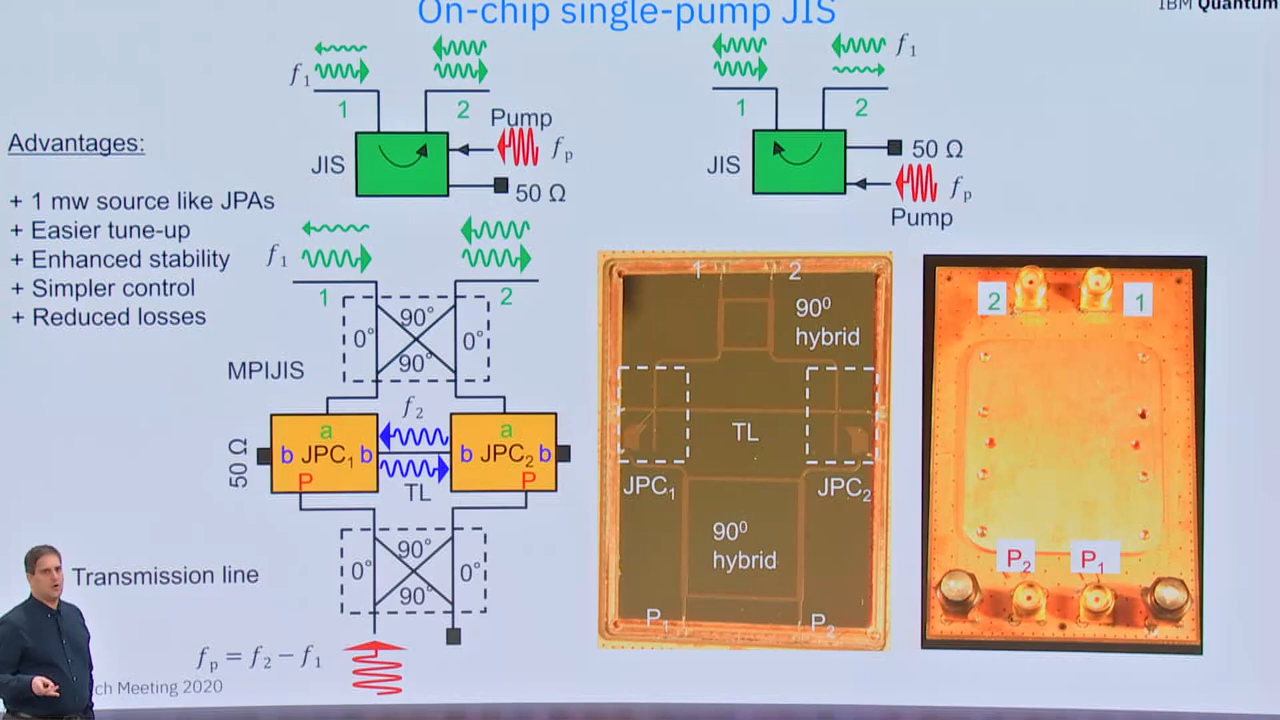 On-chip single-pump JIS
IBM Quantum
f₁
1
2
Pump
fₚ
JIS
50 Ω
f₁
1
2
JIS
50 Ω
fₚ
Pump
Advantages:
+ 1 mw source like JPAs
+ Easier tune-up
+ Enhanced stability
+ Simpler control
+ Reduced losses
f₁
1
2
0°
90°
90°
0°
MPIJIS
f₂
50 Ω
a
b JPC₁ b
P
TL
a
b JPC₂ b
P
0°
90°
90°
0°
Transmission line
fₚ = f₂ − f₁
ch Meeting 2020
1
2
90⁰
hybrid
TL
JPC₁
JPC₂
90⁰
hybrid
P₁
P₂
2
1
P₂
P₁